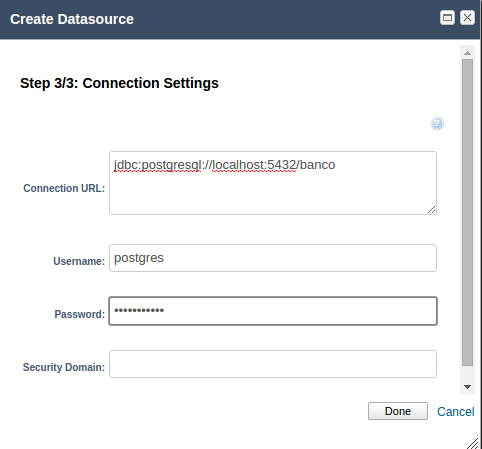 Create Datasource
Step 3/3: Connection Settings
Connection URL: jdbc:postgresql://localhost:5432/banco
Username: postgres
Password: •••••••••••
Security Domain:
Done Cancel